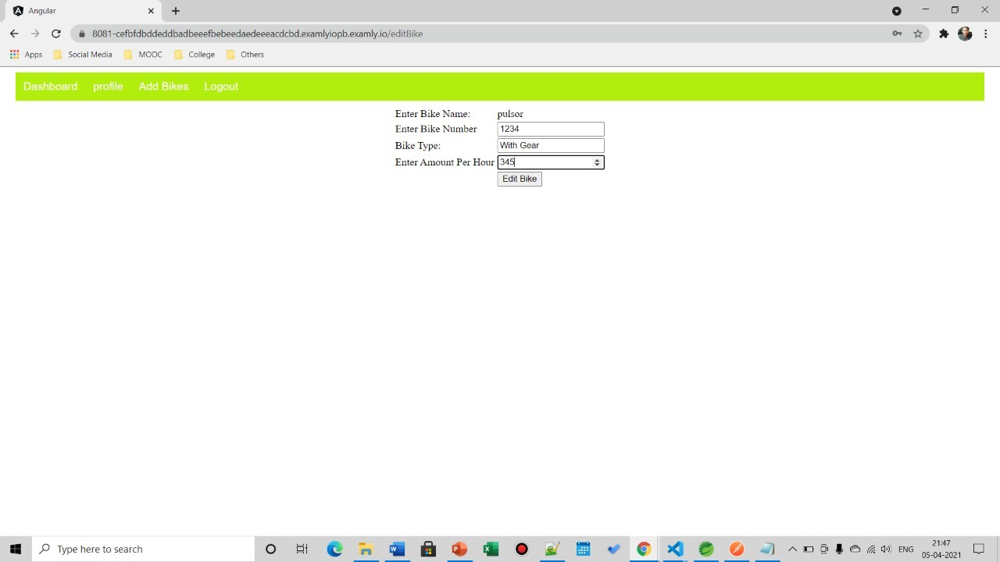 Angular
8081-cefbfdbddeddbadbeeefbebeedaedeeeacdcbd.examlyiopb.examly.io/editBike
Apps Social Media MOOC College Others
Dashboard profile Add Bikes Logout
Enter Bike Name: pulsor
Enter Bike Number 1234
Bike Type: With Gear
Enter Amount Per Hour 345
Edit Bike
Type here to search
ENG
21:47
05-04-2021